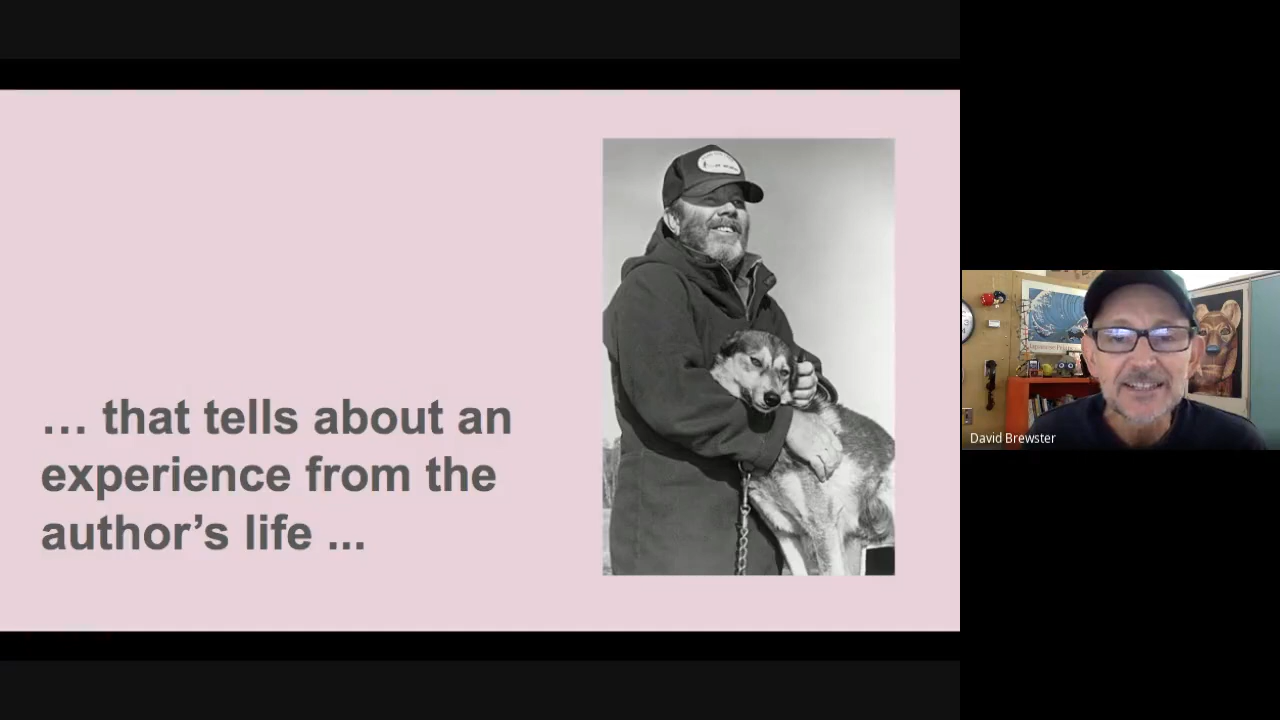 … that tells about an
experience from the
author’s life ...
David Brewster